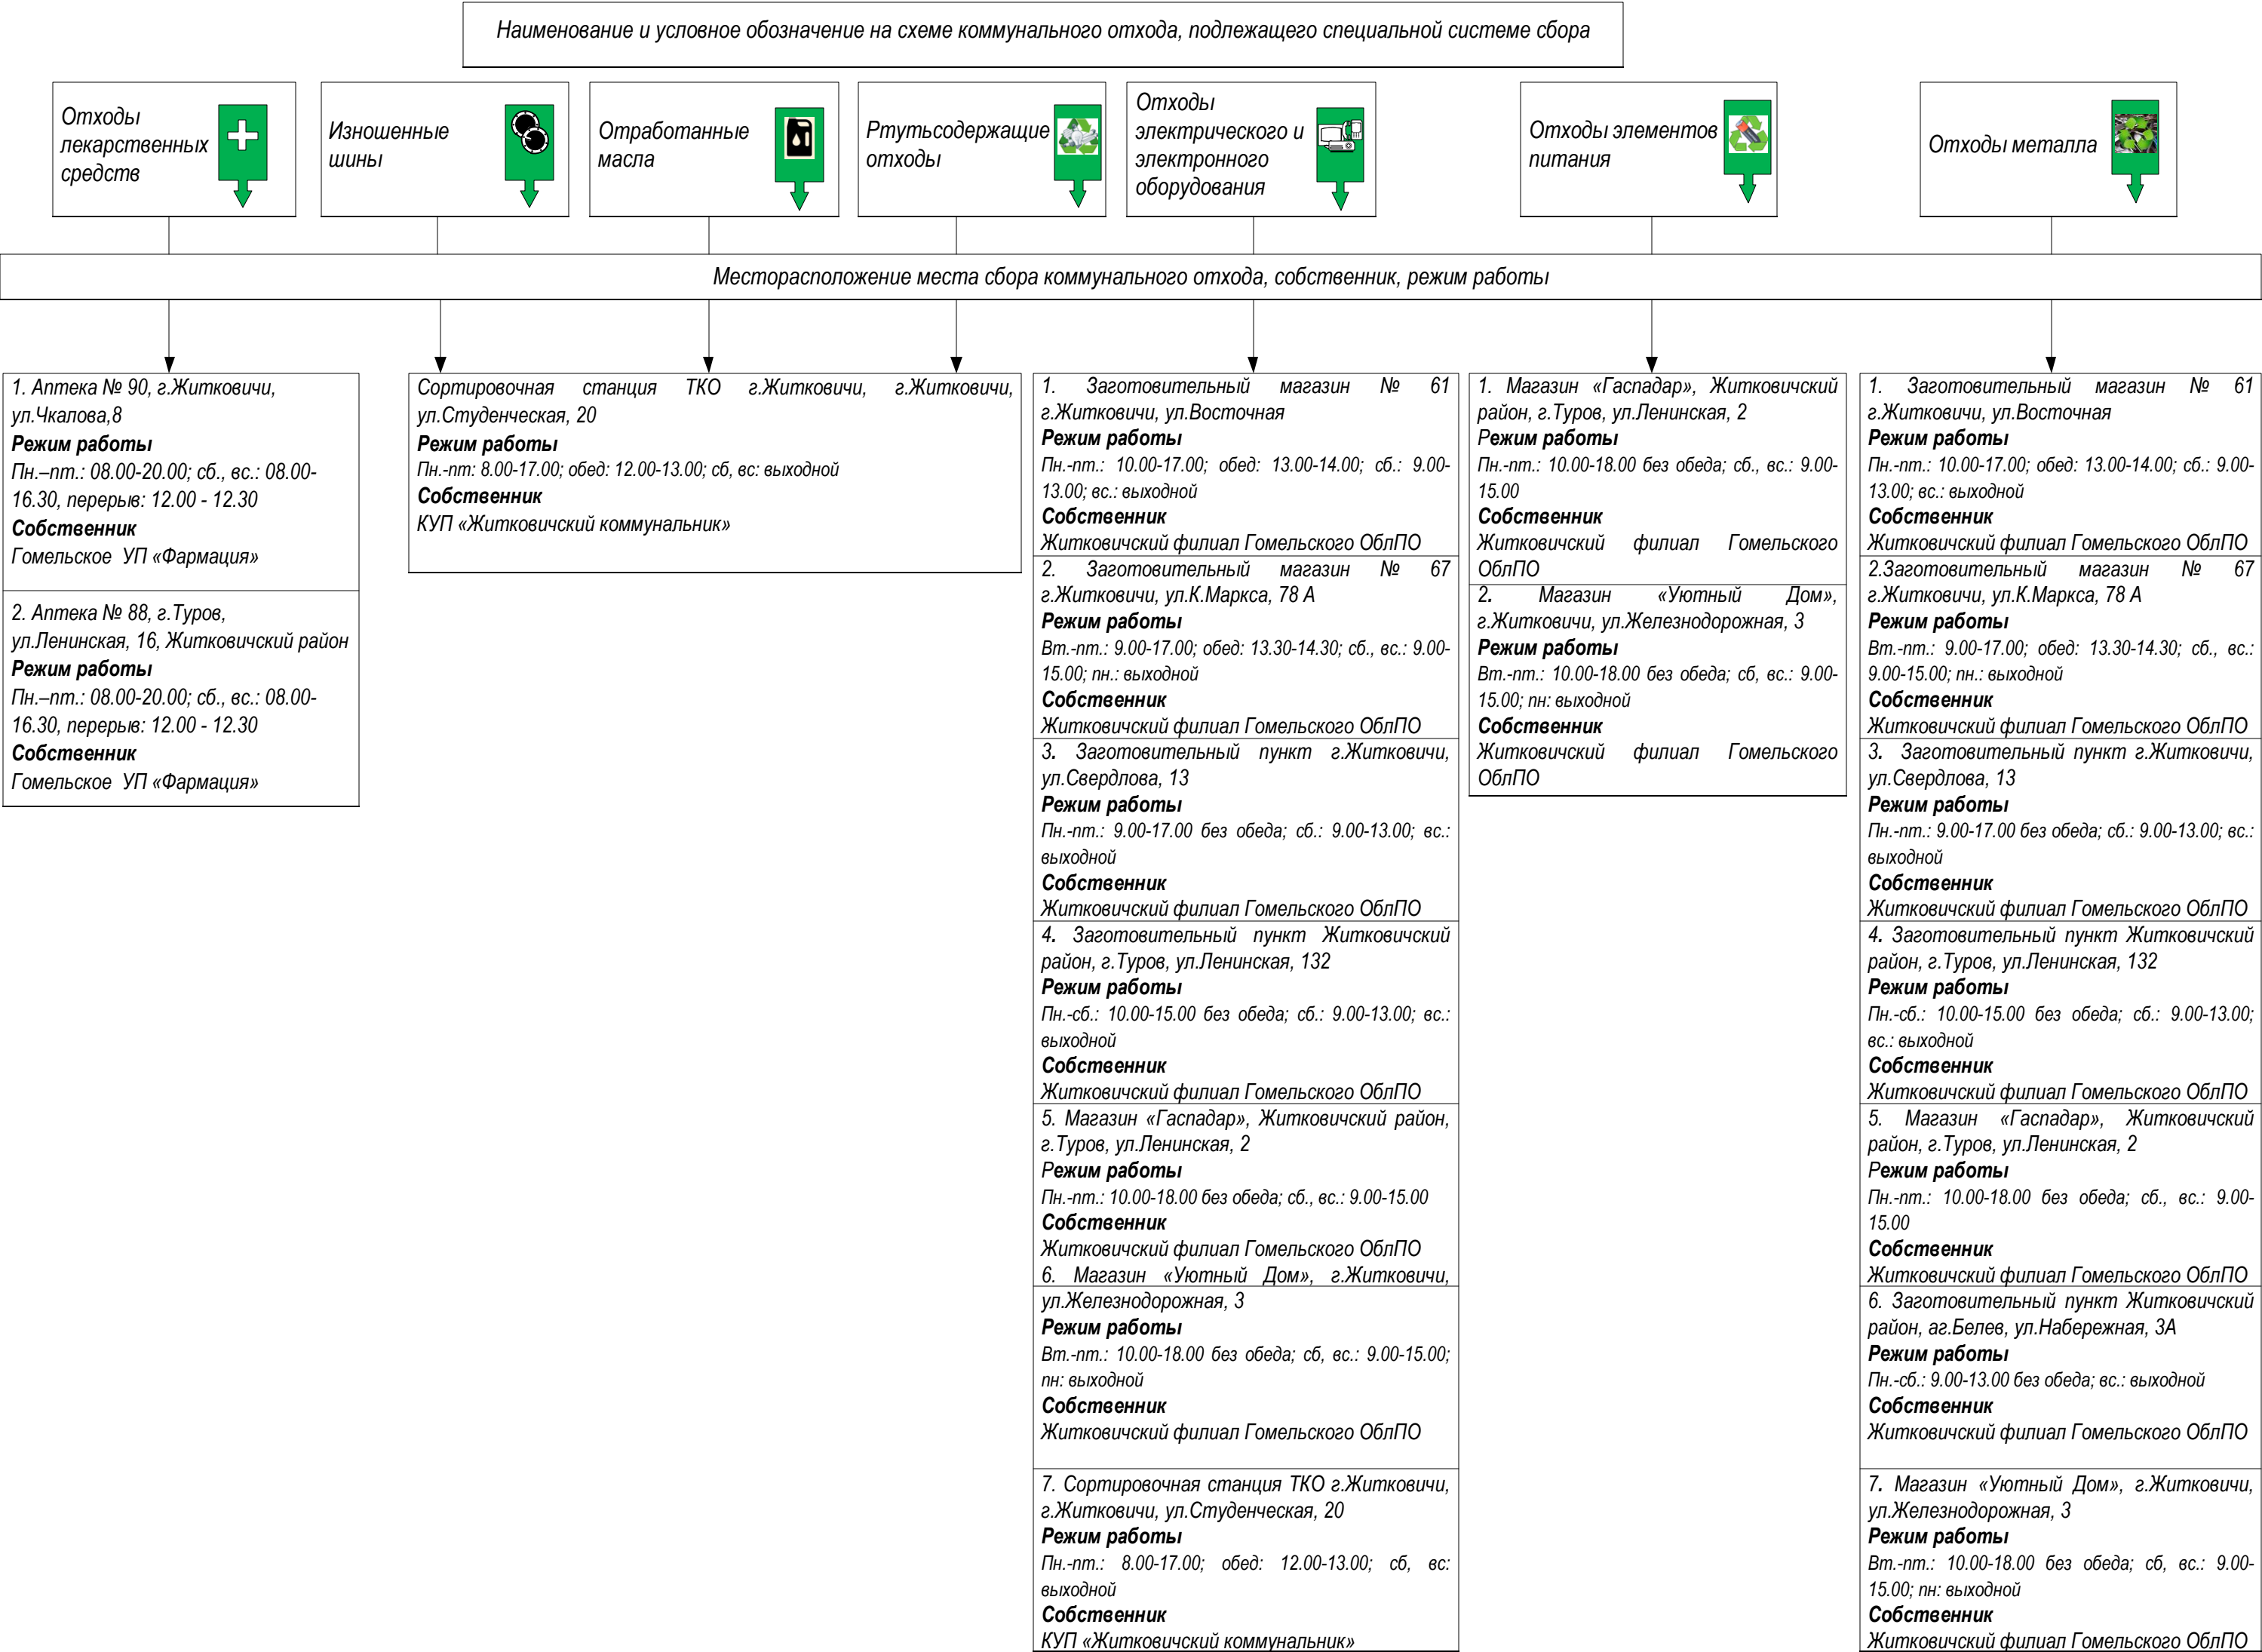 Наименование и условное обозначение на схеме коммунального отхода, подлежащего специальной системе сбора
Отходы
лекарственных
средств
Изношенные
шины
Отработанные
масла
Ртутьсодержащие
отходы
Отходы
электрического и
электронного
оборудования
Отходы элементов
питания
Отходы металла
Месторасположение места сбора коммунального отхода, собственник, режим работы
1. Аптека № 90, г.Житковичи,
ул.Чкалова,8
Режим работы
Пн.–пт.: 08.00-20.00; сб., вс.: 08.00-
16.30, перерыв: 12.00 - 12.30
Собственник
Гомельское УП «Фармация»
2. Аптека № 88, г.Туров,
ул.Ленинская, 16, Житковичский район
Режим работы
Пн.–пт.: 08.00-20.00; сб., вс.: 08.00-
16.30, перерыв: 12.00 - 12.30
Собственник
Гомельское УП «Фармация»
Сортировочная станция ТКО г.Житковичи, г.Житковичи,
ул.Студенческая, 20
Режим работы
Пн.-пт: 8.00-17.00; обед: 12.00-13.00; сб, вс: выходной
Собственник
КУП «Житковичский коммунальник»
1. Заготовительный магазин № 61
г.Житковичи, ул.Восточная
Режим работы
Пн.-пт.: 10.00-17.00; обед: 13.00-14.00; сб.: 9.00-
13.00; вс.: выходной
Собственник
Житковичский филиал Гомельского ОблПО
2. Заготовительный магазин № 67
г.Житковичи, ул.К.Маркса, 78 А
Режим работы
Вт.-пт.: 9.00-17.00; обед: 13.30-14.30; сб., вс.: 9.00-
15.00; пн.: выходной
Собственник
Житковичский филиал Гомельского ОблПО
3. Заготовительный пункт г.Житковичи,
ул.Свердлова, 13
Режим работы
Пн.-пт.: 9.00-17.00 без обеда; сб.: 9.00-13.00; вс.:
выходной
Собственник
Житковичский филиал Гомельского ОблПО
4. Заготовительный пункт Житковичский
район, г.Туров, ул.Ленинская, 132
Режим работы
Пн.-сб.: 10.00-15.00 без обеда; сб.: 9.00-13.00; вс.:
выходной
Собственник
Житковичский филиал Гомельского ОблПО
5. Магазин «Гаспадар», Житковичский район,
г.Туров, ул.Ленинская, 2
Режим работы
Пн.-пт.: 10.00-18.00 без обеда; сб., вс.: 9.00-15.00
Собственник
Житковичский филиал Гомельского ОблПО
6. Магазин «Уютный Дом», г.Житковичи,
ул.Железнодорожная, 3
Режим работы
Вт.-пт.: 10.00-18.00 без обеда; сб, вс.: 9.00-15.00;
пн: выходной
Собственник
Житковичский филиал Гомельского ОблПО
7. Сортировочная станция ТКО г.Житковичи,
г.Житковичи, ул.Студенческая, 20
Режим работы
Пн.-пт.: 8.00-17.00; обед: 12.00-13.00; сб, вс:
выходной
Собственник
КУП «Житковичский коммунальник»
1. Магазин «Гаспадар», Житковичский
район, г.Туров, ул.Ленинская, 2
Режим работы
Пн.-пт.: 10.00-18.00 без обеда; сб., вс.: 9.00-
15.00
Собственник
Житковичский филиал Гомельского
ОблПО
2. Магазин «Уютный Дом»,
г.Житковичи, ул.Железнодорожная, 3
Режим работы
Вт.-пт.: 10.00-18.00 без обеда; сб, вс.: 9.00-
15.00; пн: выходной
Собственник
Житковичский филиал Гомельского
ОблПО
1. Заготовительный магазин № 61
г.Житковичи, ул.Восточная
Режим работы
Пн.-пт.: 10.00-17.00; обед: 13.00-14.00; сб.: 9.00-
13.00; вс.: выходной
Собственник
Житковичский филиал Гомельского ОблПО
2.Заготовительный магазин № 67
г.Житковичи, ул.К.Маркса, 78 А
Режим работы
Вт.-пт.: 9.00-17.00; обед: 13.30-14.30; сб., вс.:
9.00-15.00; пн.: выходной
Собственник
Житковичский филиал Гомельского ОблПО
3. Заготовительный пункт г.Житковичи,
ул.Свердлова, 13
Режим работы
Пн.-пт.: 9.00-17.00 без обеда; сб.: 9.00-13.00; вс.:
выходной
Собственник
Житковичский филиал Гомельского ОблПО
4. Заготовительный пункт Житковичский
район, г.Туров, ул.Ленинская, 132
Режим работы
Пн.-сб.: 10.00-15.00 без обеда; сб.: 9.00-13.00;
вс.: выходной
Собственник
Житковичский филиал Гомельского ОблПО
5. Магазин «Гаспадар», Житковичский
район, г.Туров, ул.Ленинская, 2
Режим работы
Пн.-пт.: 10.00-18.00 без обеда; сб., вс.: 9.00-
15.00
Собственник
Житковичский филиал Гомельского ОблПО
6. Заготовительный пункт Житковичский
район, аг.Белев, ул.Набережная, 3А
Режим работы
Пн.-сб.: 9.00-13.00 без обеда; вс.: выходной
Собственник
Житковичский филиал Гомельского ОблПО
7. Магазин «Уютный Дом», г.Житковичи,
ул.Железнодорожная, 3
Режим работы
Вт.-пт.: 10.00-18.00 без обеда; сб, вс.: 9.00-
15.00; пн: выходной
Собственник
Житковичский филиал Гомельского ОблПО